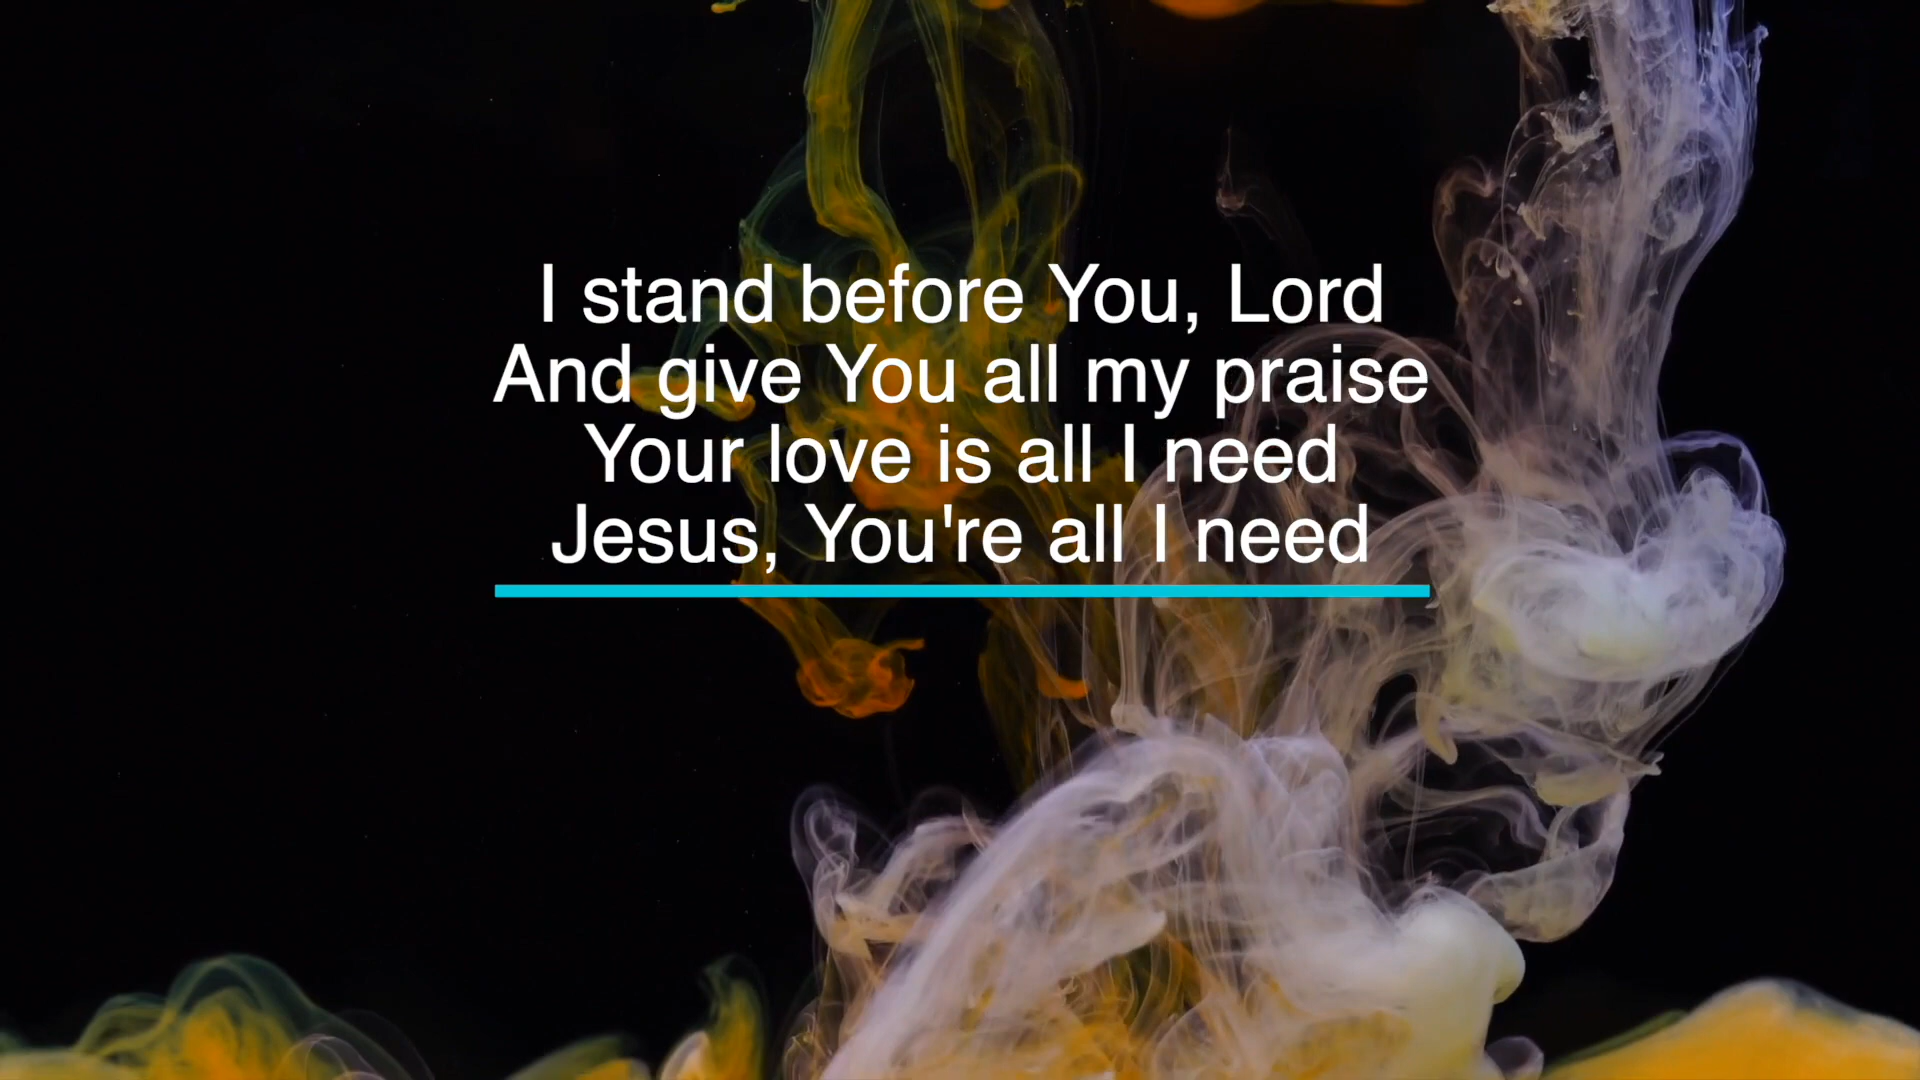 I stand before You, Lord
And give You all my praise
Your love is all I need
Jesus, You're all I need